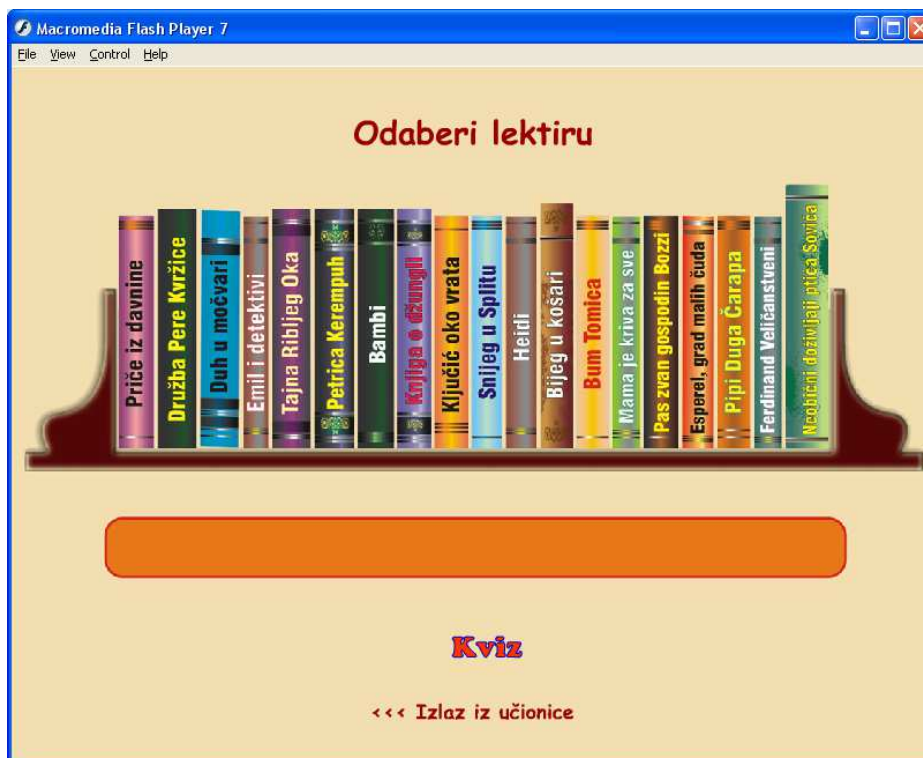 Macromedia Flash Player 7
File View Control Help
Odaberi lektiru
Priče iz davnine
Družba Pere Kvržice
Duh u močvari
Emil i detektivi
Tajna Ribljeg Oka
Petrica Kerempuh
Bambi
Knjiga o džungli
Ključić oko vrata
Snijeg u Splitu
Heidi
Bijeg u košari
Bum Tomica
Mama je kriva za sve
Pas zvan gospodin Bozzi
Esperel, grad malih čuda
Pipi Duga Čarapa
Ferdinand Veličanstveni
Neobični doživljaji ptića Sovića
Kviz
<<< Izlaz iz učionice